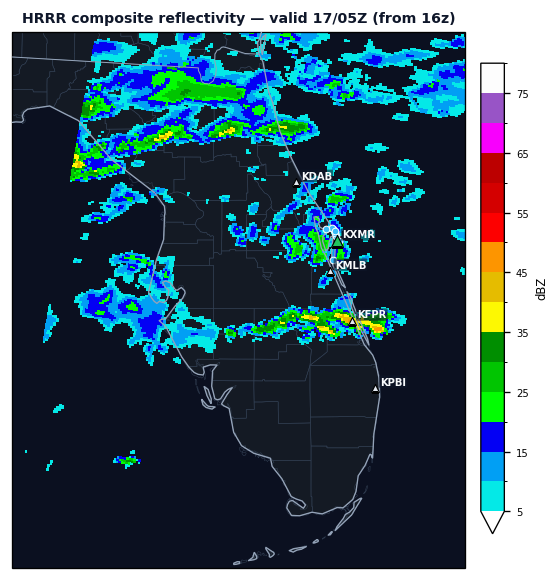 HRRR composite reflectivity — valid 17/05Z (from 16z)
KDAB
KXMR
KMLB
KFPR
KPBI
75
65
55
45
35
25
15
5
dBZ